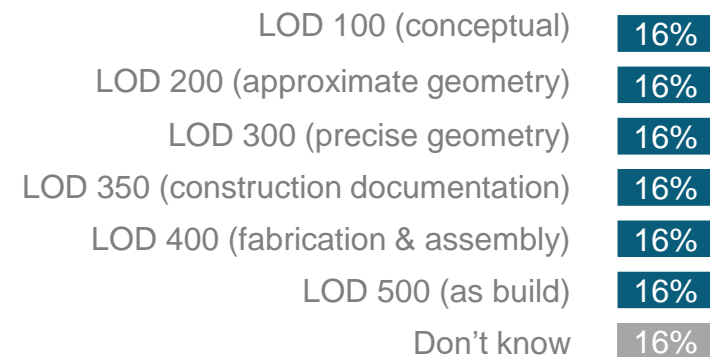 LOD 100 (conceptual) 16%
LOD 200 (approximate geometry) 16%
LOD 300 (precise geometry) 16%
LOD 350 (construction documentation) 16%
LOD 400 (fabrication & assembly) 16%
LOD 500 (as build) 16%
Don’t know 16%